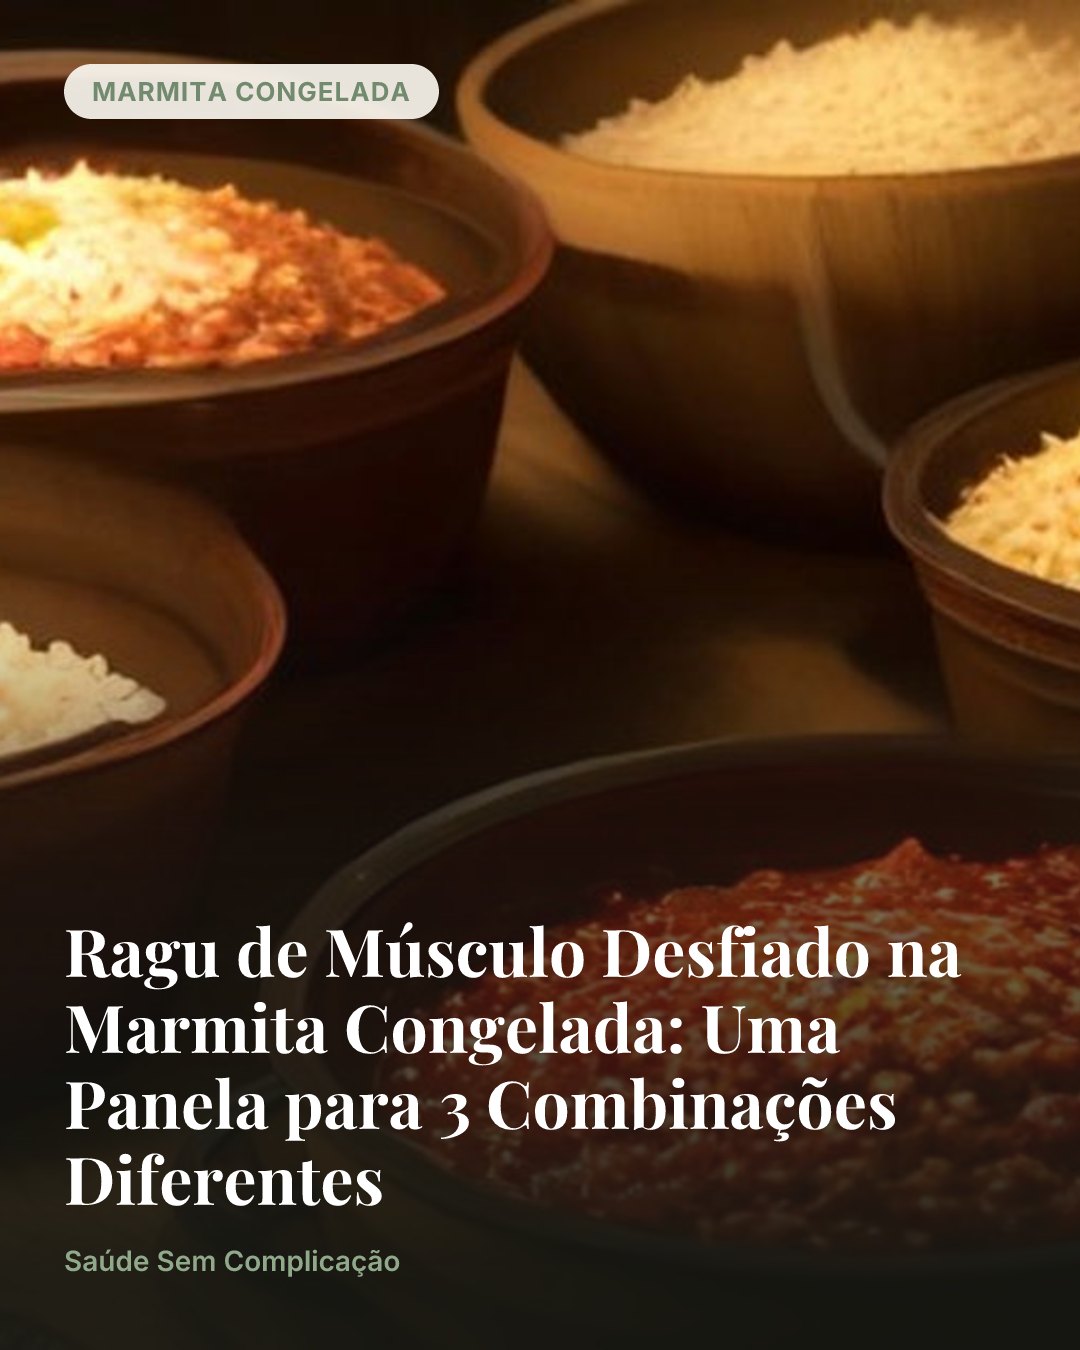 MARMITA CONGELADA
Ragu de Músculo Desfiado na
Marmita Congelada: Uma
Panela para 3 Combinações
Diferentes
Saúde Sem Complicação